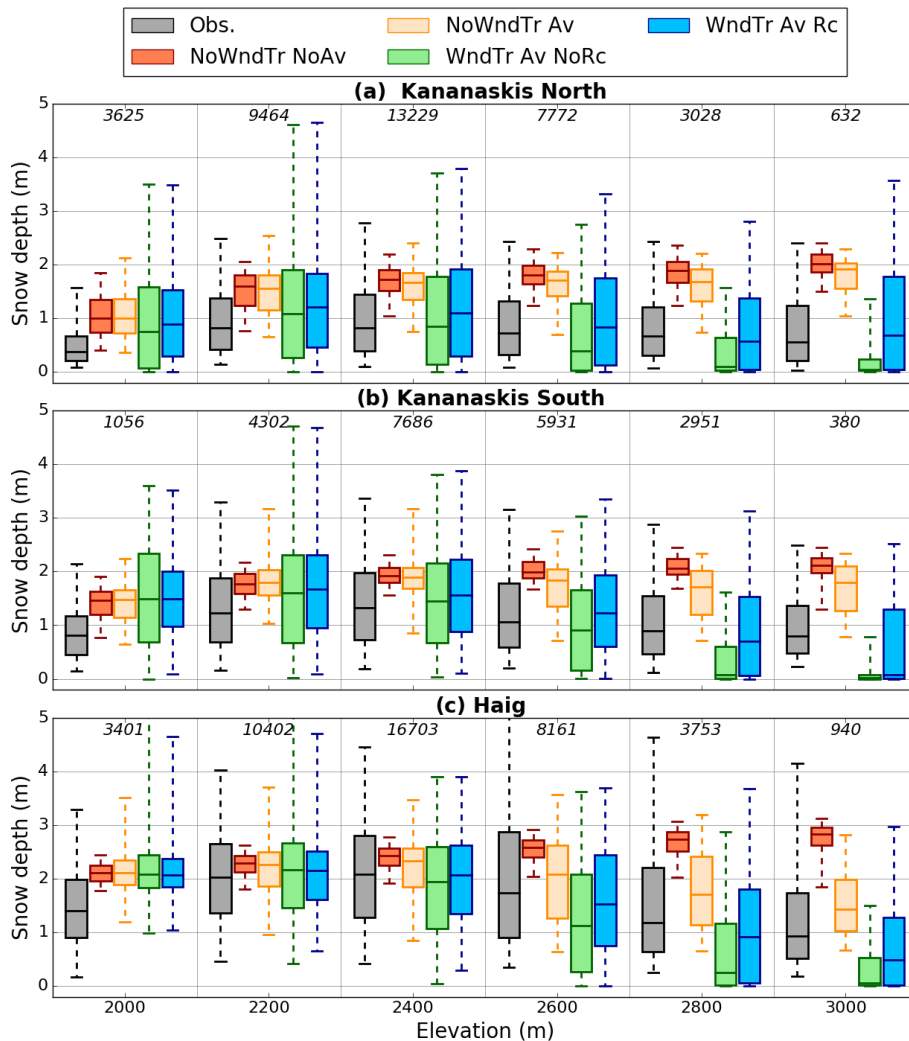 Obs. NoWndTr Av WndTr Av Rc
NoWndTr NoAv WndTr Av NoRc
(a) Kananaskis North
5 3625 9464 13229 7772 3028 632
4
3
2
1
0
Snow depth (m)
(b) Kananaskis South
5 1056 4302 7686 5931 2951 380
4
3
2
1
0
Snow depth (m)
(c) Haig
5 3401 10402 16703 8161 3753 940
4
3
2
1
0
Snow depth (m)
2000 2200 2400 2600 2800 3000
Elevation (m)